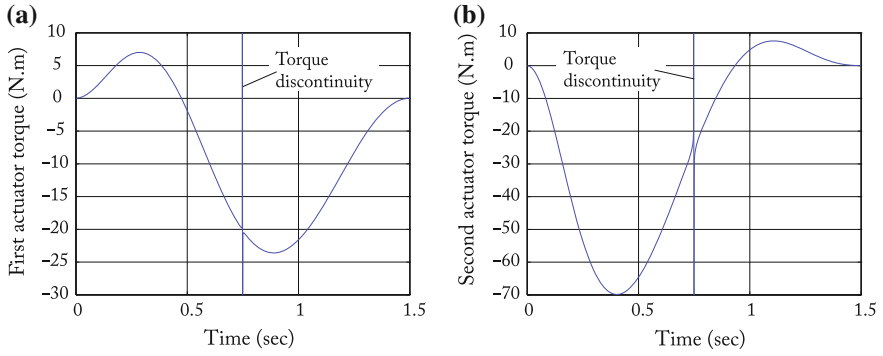 (a)
First actuator torque (N.m)
10
5
0
−5
−10
−15
−20
−25
−30
0
0.5
1
1.5
Time (sec)
Torque
discontinuity
(b)
Second actuator torque (N.m)
−10
0
−10
−20
−30
−40
−50
−60
−70
0
0.5
1
1.5
Time (sec)
Torque
discontinuity